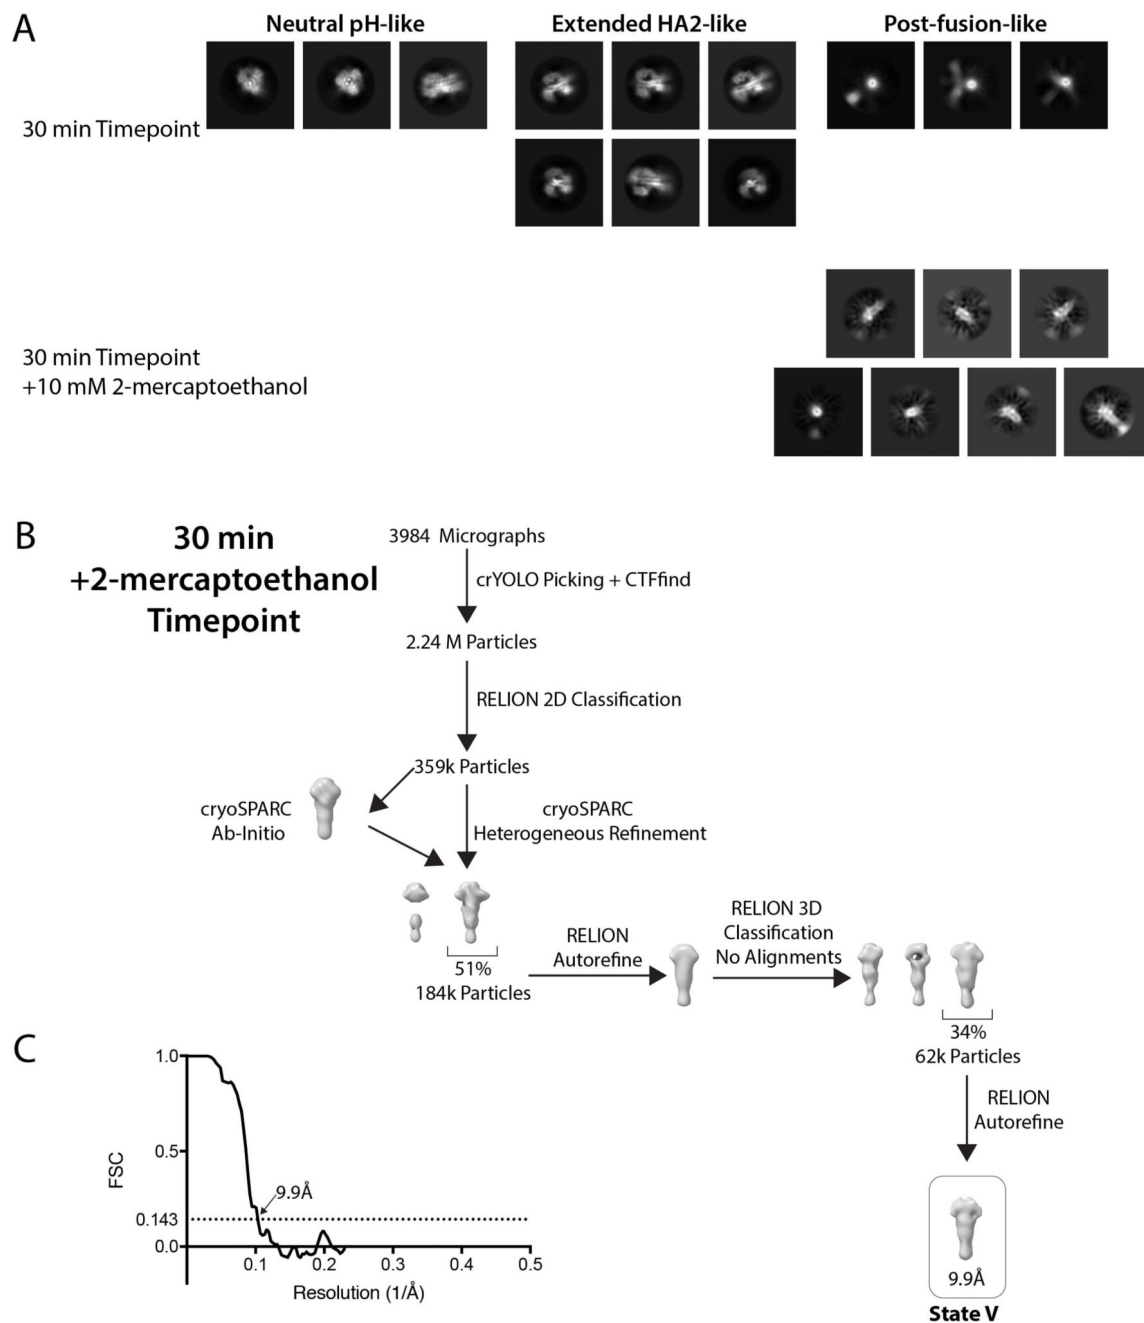 A
Neutral pH-like
Extended HA2-like
Post-fusion-like
30 min Timepoint
30 min Timepoint
+10 mM 2-mercaptoethanol
B
30 min
+2-mercaptoethanol
Timepoint
3984 Micrographs
crYOLO Picking + CTFfind
2.24 M Particles
RELION 2D Classification
359k Particles
cryoSPARC
Ab-Initio
cryoSPARC
Heterogeneous Refinement
51%
184k Particles
RELION
Autorefine
RELION 3D
Classification
No Alignments
34%
62k Particles
RELION
Autorefine
9.9Å
State V
C
1.0
0.5
0.143
0.0
FSC
9.9Å
0.1
0.2
0.3
0.4
0.5
Resolution (1/Å)